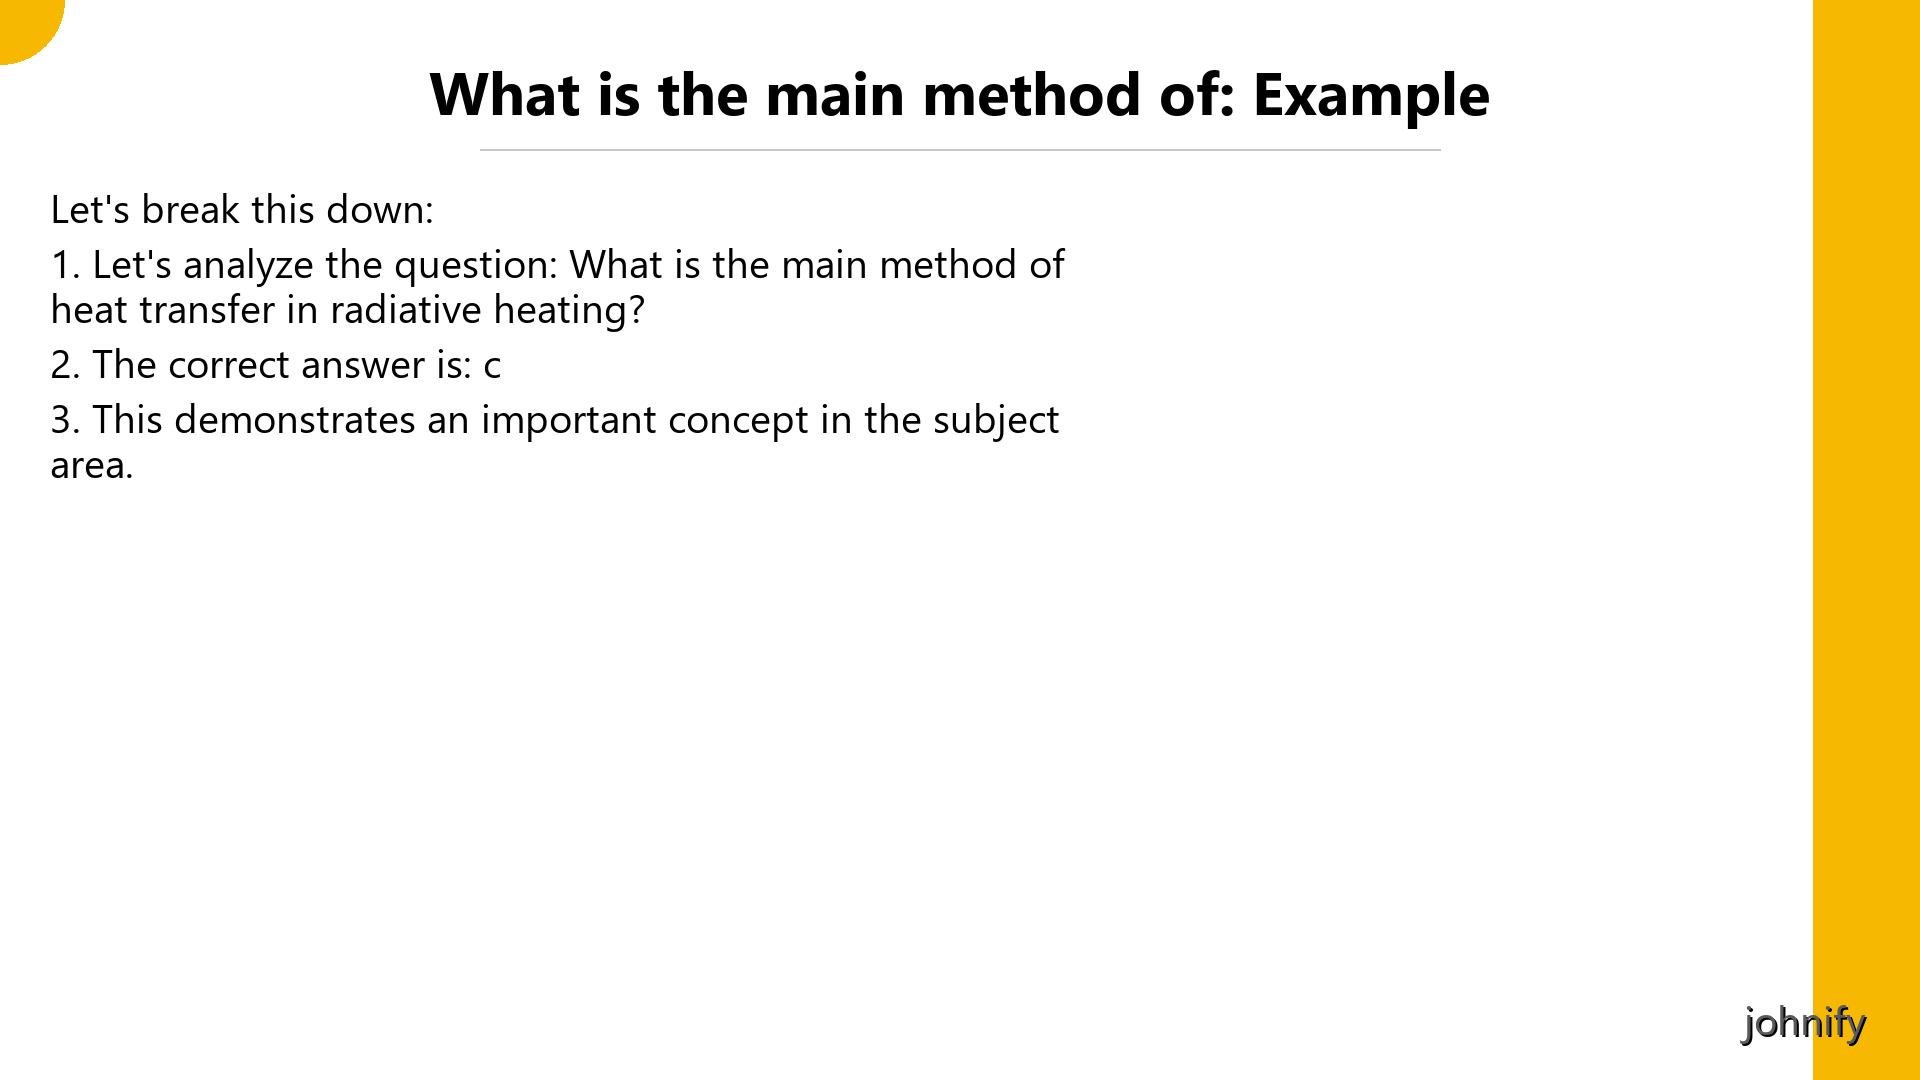 What is the main method of: Example
Let's break this down:
1. Let's analyze the question: What is the main method of
heat transfer in radiative heating?
2. The correct answer is: c
3. This demonstrates an important concept in the subject
area.
johnify